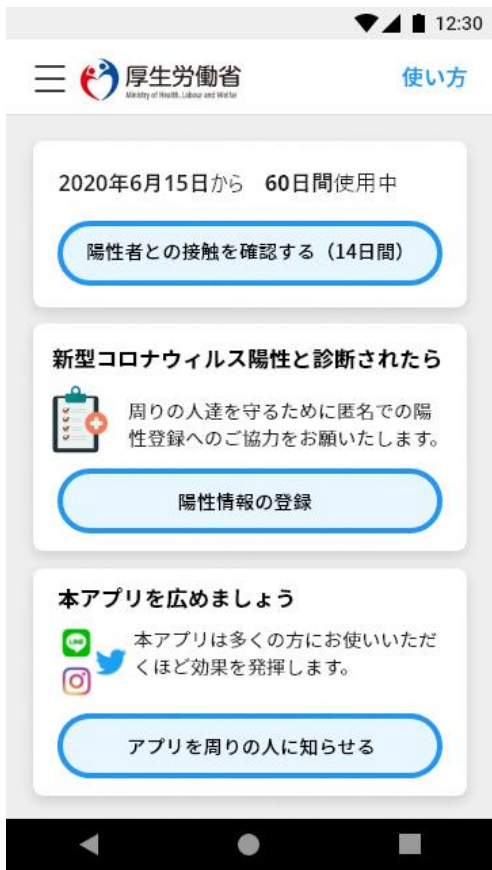 12:30
厚生労働省
Ministry of Health, Labour and Welfar
使い方
2020年6月15日から 60日間使用中
陽性者との接触を確認する（14日間）
新型コロナウィルス陽性と診断されたら
周りの人達を守るために匿名での陽
性登録へのご協力をお願いたします。
陽性情報の登録
本アプリを広めましょう
LINE
本アプリは多くの方にお使いいただ
くほど効果を発揮します。
アプリを周りの人に知らせる